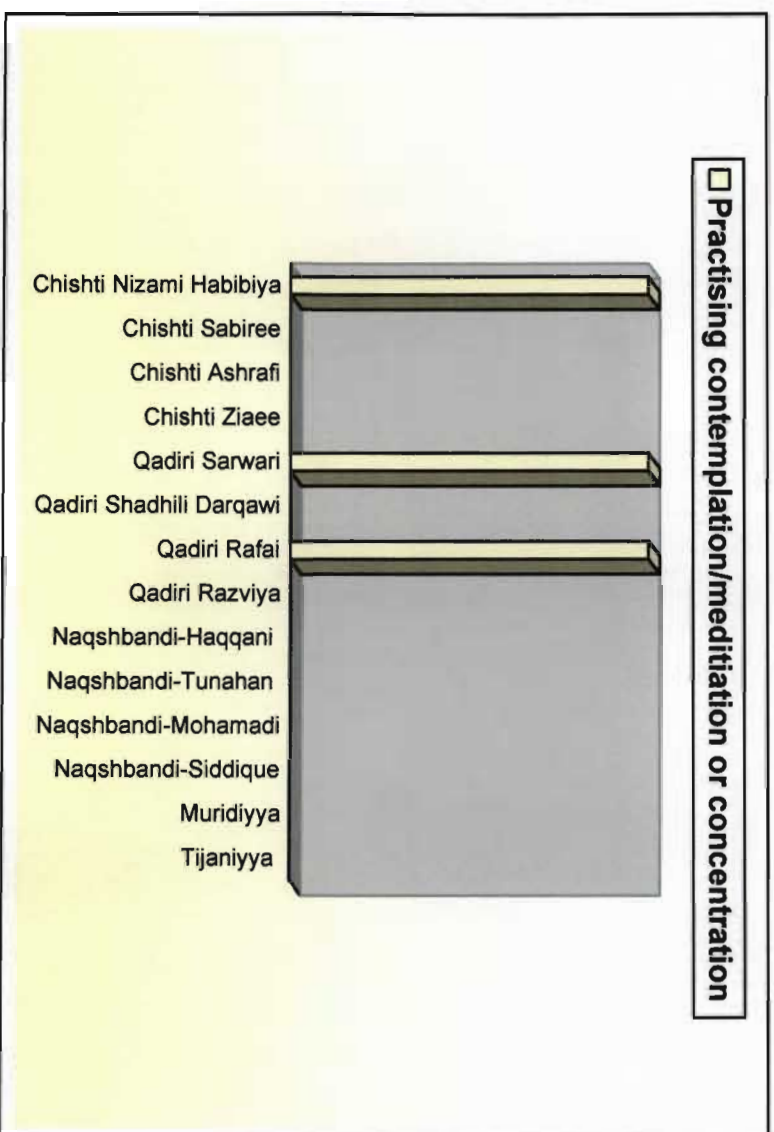 Practising contemplation/meditiation or concentration
Chishti Nizami Habibiya
Chishti Sabiree
Chishti Ashrafi
Chishti Ziaee
Qadiri Sarwari
Qadiri Shadhili Darqawi
Qadiri Rafai
Qadiri Razviya
Naqshbandi-Haqqani
Naqshbandi-Tunahan
Naqshbandi-Mohamadi
Naqshbandi-Siddique
Muridiyya
Tijaniyya